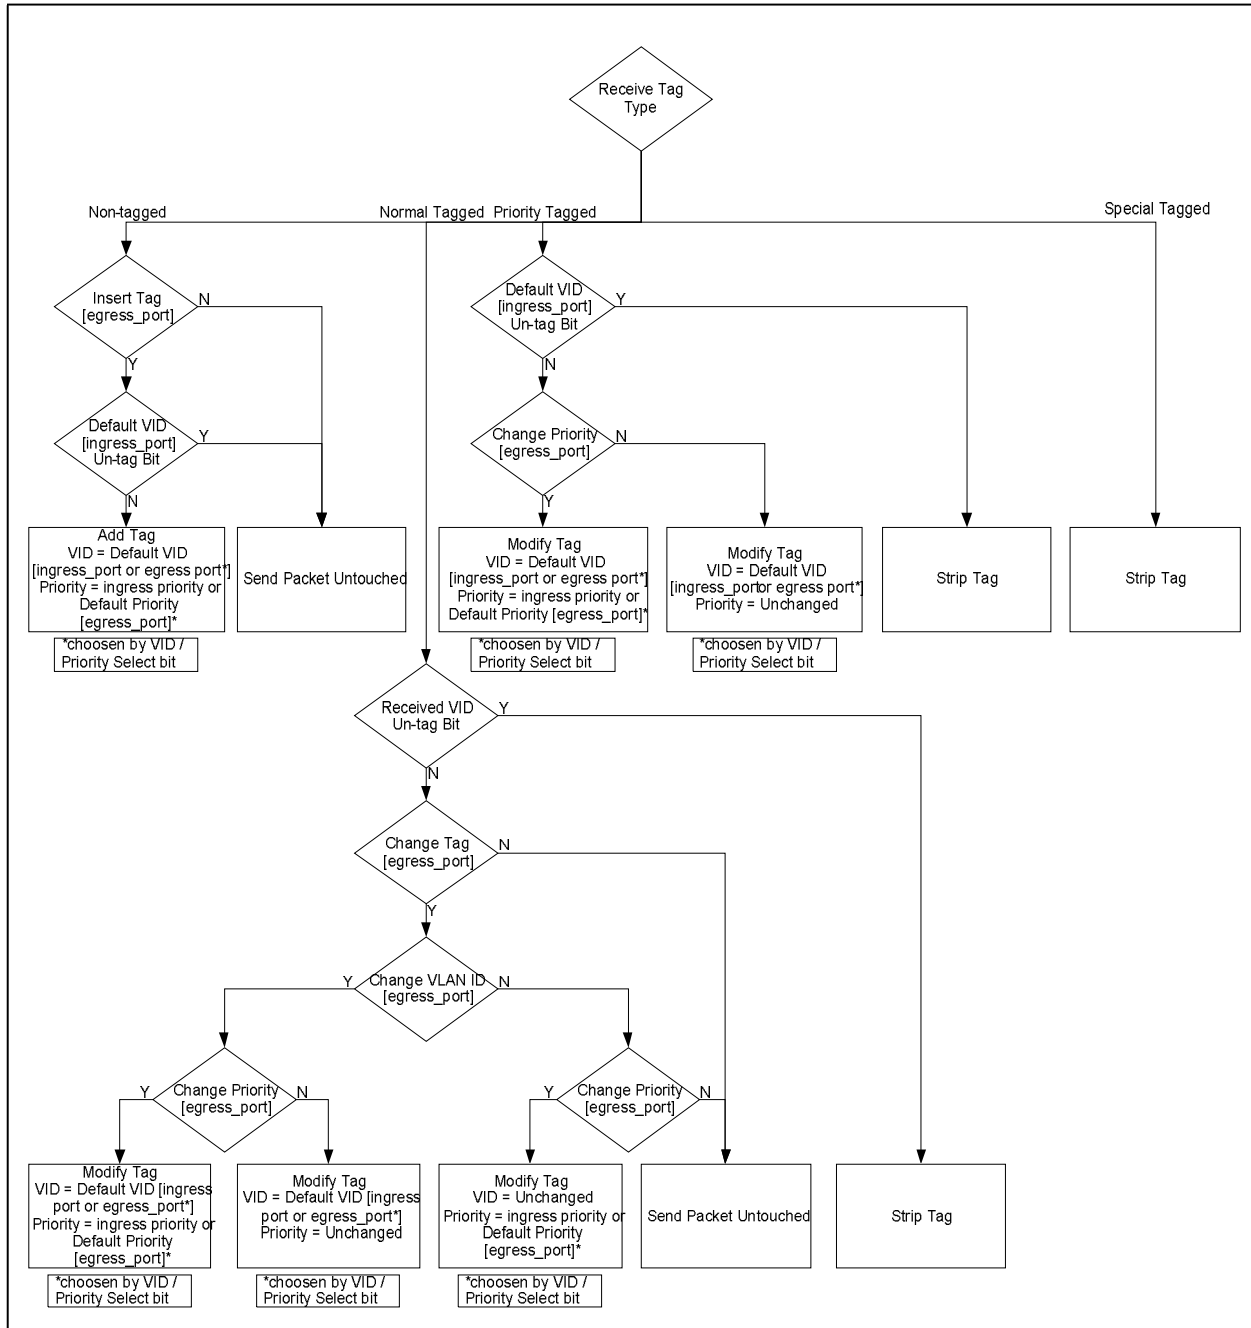 Receive Tag
Type
Non-tagged
Normal Tagged
Priority Tagged
Special Tagged
Insert Tag
[egress_port]
N
Y
Default VID
[ingress_port]
Un-tag Bit
Y
N
Default VID
[ingress_port]
Un-tag Bit
Y
N
Change Priority
[egress_port]
N
Y
Add Tag
VID = Default VID
[ingress_port or egress port*]
Priority = ingress priority or
Default Priority
[egress_port]*
*choosen by VID /
Priority Select bit
Send Packet Untouched
Modify Tag
VID = Default VID
[ingress_port or egress port*]
Priority = ingress priority or
Default Priority [egress_port]*
*choosen by VID /
Priority Select bit
Modify Tag
VID = Default VID
[ingress_portor egress port*]
Priority = Unchanged
*choosen by VID /
Priority Select bit
Strip Tag
Strip Tag
Received VID
Un-tag Bit
Y
N
Change Tag
[egress_port]
N
Y
Change VLAN ID
[egress_port]
Y
N
Change Priority
[egress_port]
Y
N
Change Priority
[egress_port]
Y
N
Modify Tag
VID = Default VID [ingress
port or egress_port*]
Priority = ingress priority or
Default Priority
[egress_port]*
*choosen by VID /
Priority Select bit
Modify Tag
VID = Default VID [ingress
port or egress_port*]
Priority = Unchanged
*choosen by VID /
Priority Select bit
Modify Tag
VID = Unchanged
Priority = ingress priority or
Default Priority
[egress_port]*
*choosen by VID /
Priority Select bit
Send Packet Untouched
Strip Tag